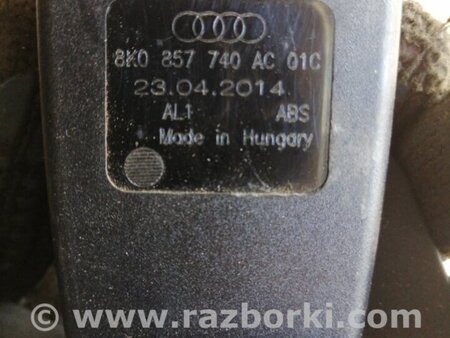 8K0 857 740 AC 01C
23.04.2014
AL1 ABS
Made in Hungary
www.razborki.com